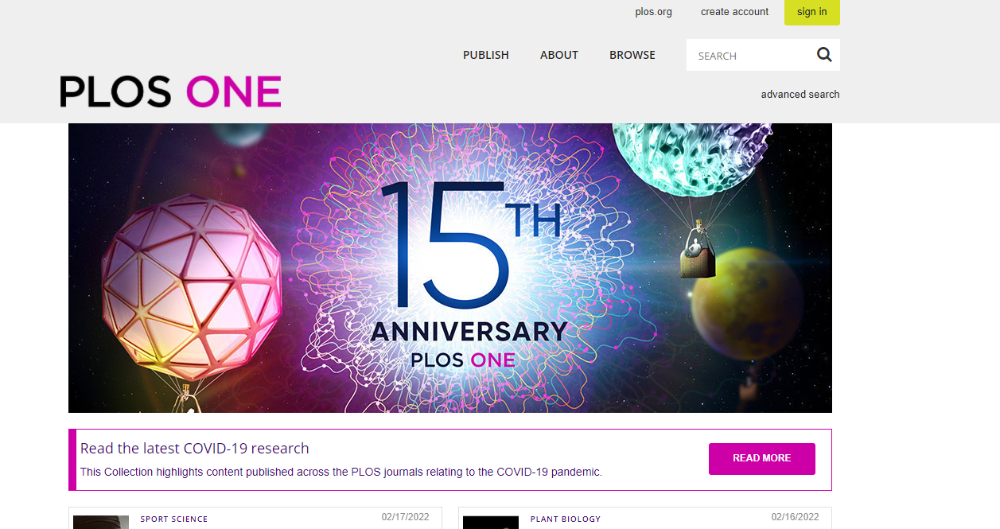 plos.org create account sign in
PUBLISH ABOUT BROWSE SEARCH
PLOS ONE
advanced search
15TH
ANNIVERSARY
PLOS ONE
Read the latest COVID-19 research
This Collection highlights content published across the PLOS journals relating to the COVID-19 pandemic.
READ MORE
SPORT SCIENCE 02/17/2022
PLANT BIOLOGY 02/16/2022